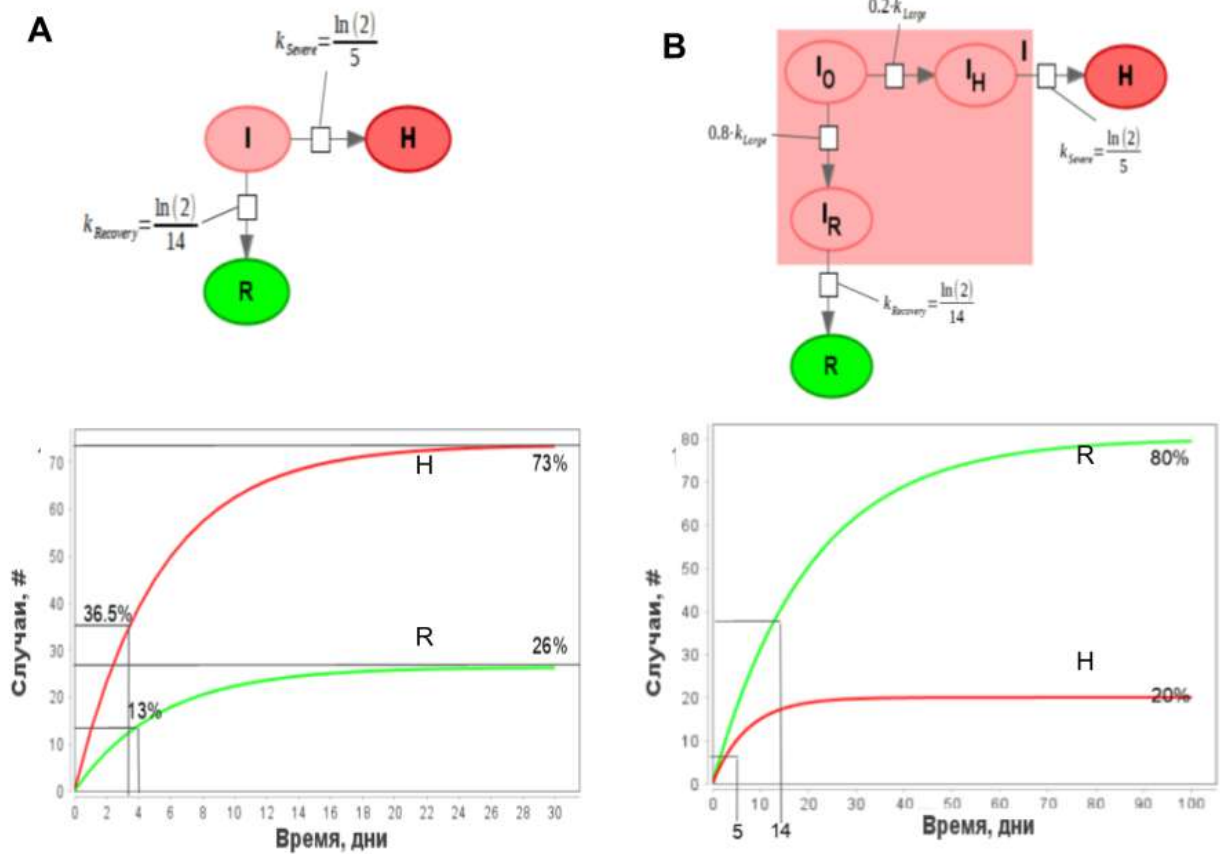 A
k_Severe = ln(2)/5
I
H
k_Recovery = ln(2)/14
R
B
0.2·k_Large
I_0
I_H
I
H
0.8·k_Large
k_Severe = ln(2)/5
I_R
k_Recovery = ln(2)/14
R
Случаи, #
70
60
50
40
30
20
10
0
H
73%
36.5%
R
26%
13%
0 2 4 6 8 10 12 14 16 18 20 22 24 26 28 30
Время, дни
Случаи, #
80
70
60
50
40
30
20
10
0
R
80%
H
20%
0 10 20 30 40 50 60 70 80 90 100
5 14
Время, дни